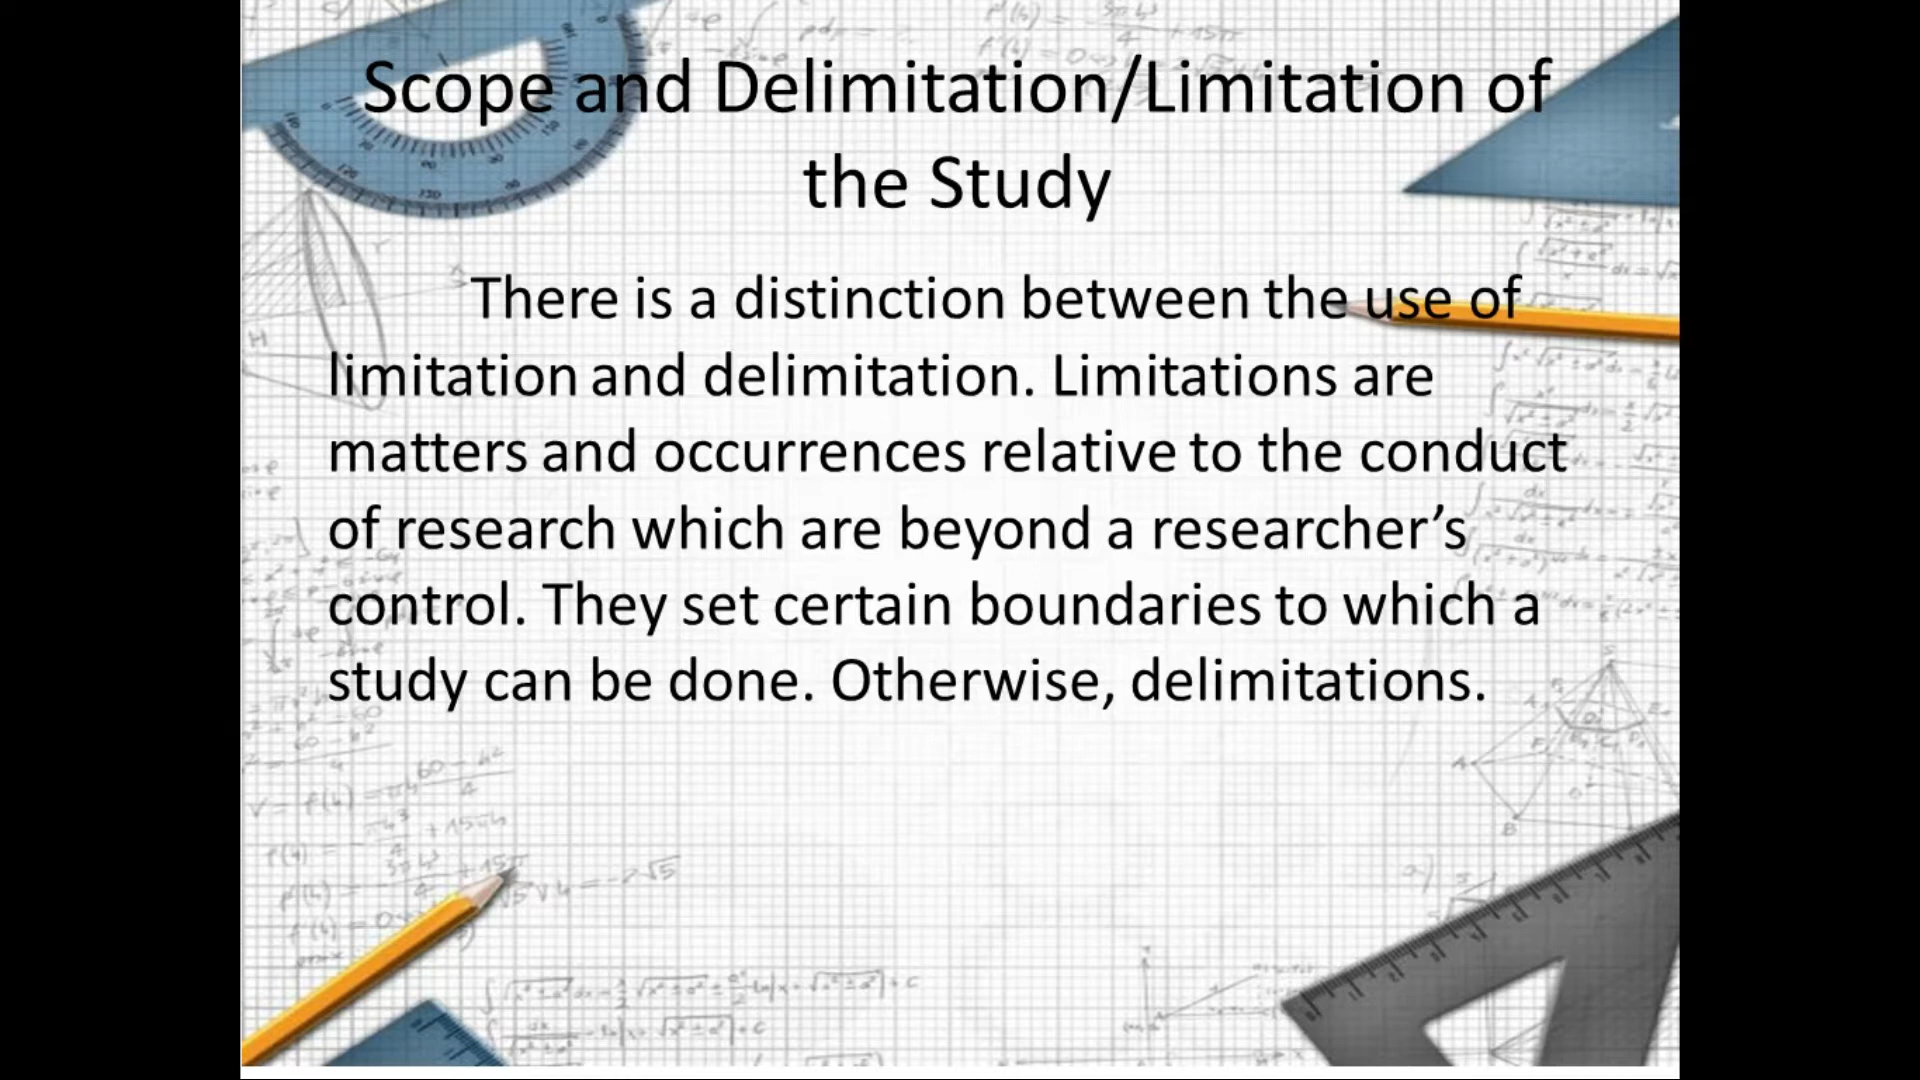 Scope and Delimitation/Limitation of
the Study
There is a distinction between the use of
limitation and delimitation. Limitations are
matters and occurrences relative to the conduct
of research which are beyond a researcher’s
control. They set certain boundaries to which a
study can be done. Otherwise, delimitations.